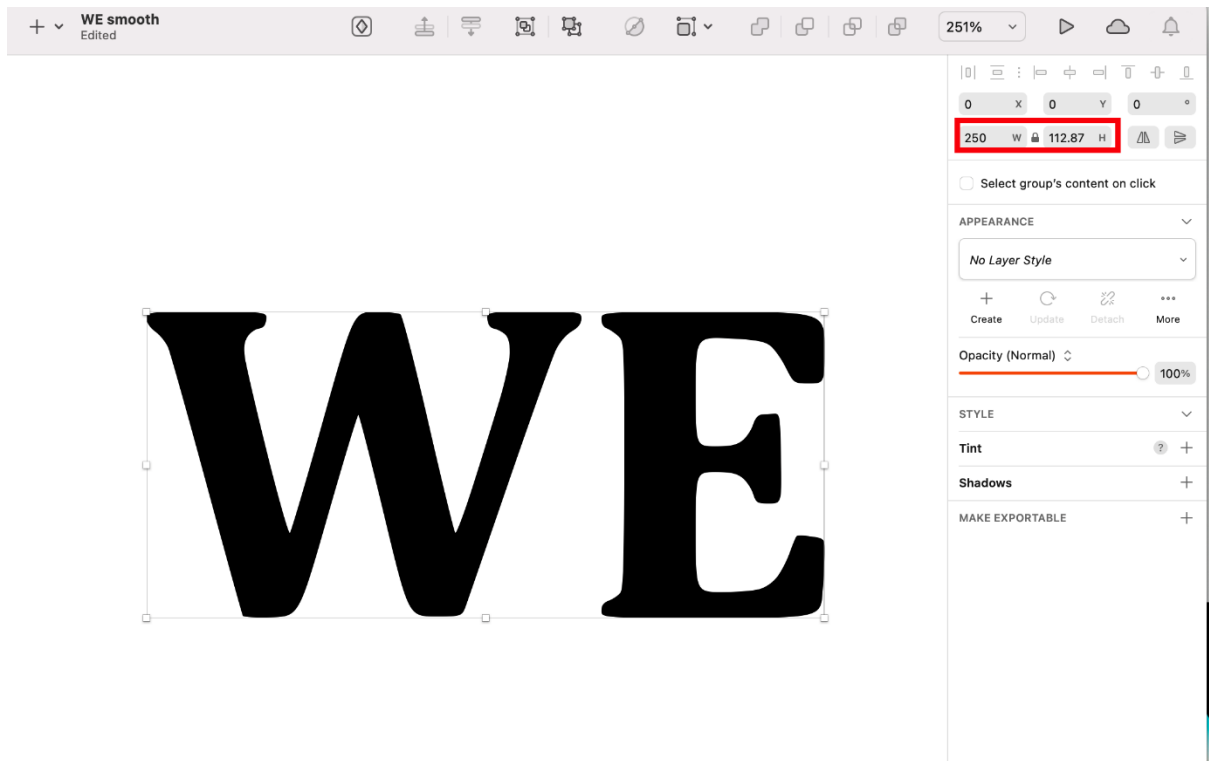 WE smooth
Edited
251%
0 X 0 Y 0 °
250 W 112.87 H
Select group's content on click
APPEARANCE
No Layer Style
Create Update Detach More
Opacity (Normal)
100%
STYLE
Tint ?
Shadows
MAKE EXPORTABLE
WE